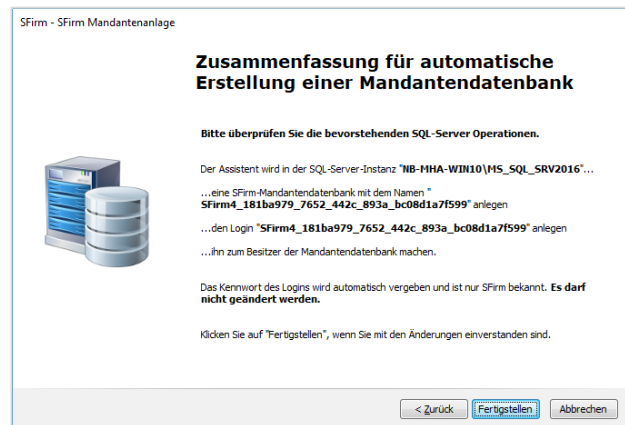 SFirm - SFirm Mandantenanlage
Zusammenfassung für automatische
Erstellung einer Mandantendatenbank
Bitte überprüfen Sie die bevorstehenden SQL-Server Operationen.
Der Assistent wird in der SQL-Server-Instanz "NB-MHA-WIN10\MS_SQL_SRV2016"...
...eine SFirm-Mandantendatenbank mit dem Namen "
SFirm4_181ba979_7652_442c_893a_bc08d1a7f599" anlegen
...den Login "SFirm4_181ba979_7652_442c_893a_bc08d1a7f599" anlegen
...ihn zum Besitzer der Mandantendatenbank machen.
Das Kennwort des Logins wird automatisch vergeben und ist nur SFirm bekannt. Es darf
nicht geändert werden.
Klicken Sie auf "Fertigstellen", wenn Sie mit den Änderungen einverstanden sind.
< Zurück Fertigstellen Abbrechen